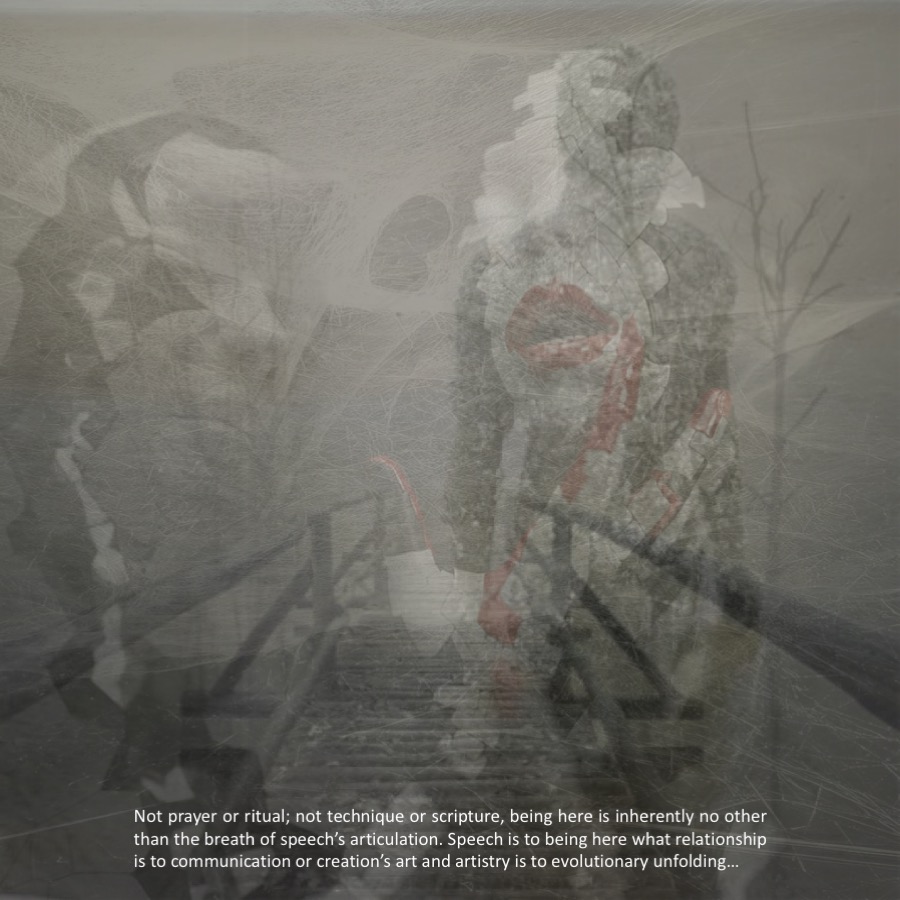 Not prayer or ritual; not technique or scripture, being here is inherently no other
than the breath of speech’s articulation. Speech is to being here what relationship
is to communication or creation’s art and artistry is to evolutionary unfolding…